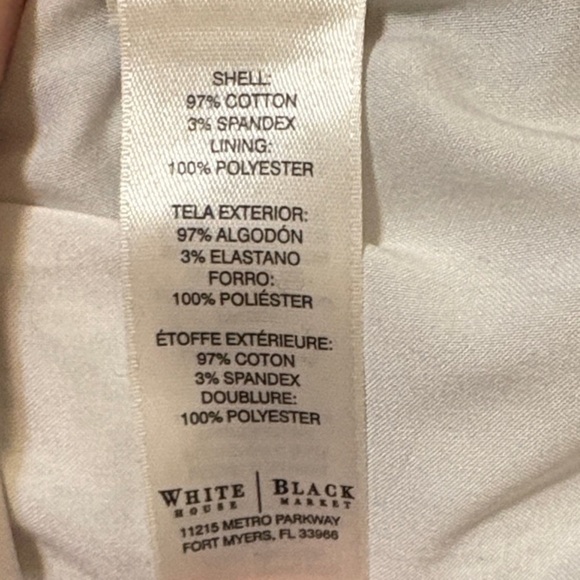 SHELL:
97% COTTON
3% SPANDEX
LINING:
100% POLYESTER
TELA EXTERIOR:
97% ALGODÓN
3% ELASTANO
FORRO:
100% POLIÉSTER
ÉTOFFE EXTÉRIEURE:
97% COTON
3% SPANDEX
DOUBLURE:
100% POLYESTER
WHITE | BLACK
HOUSE MARKET
11215 METRO PARKWAY
FORT MYERS, FL 33966